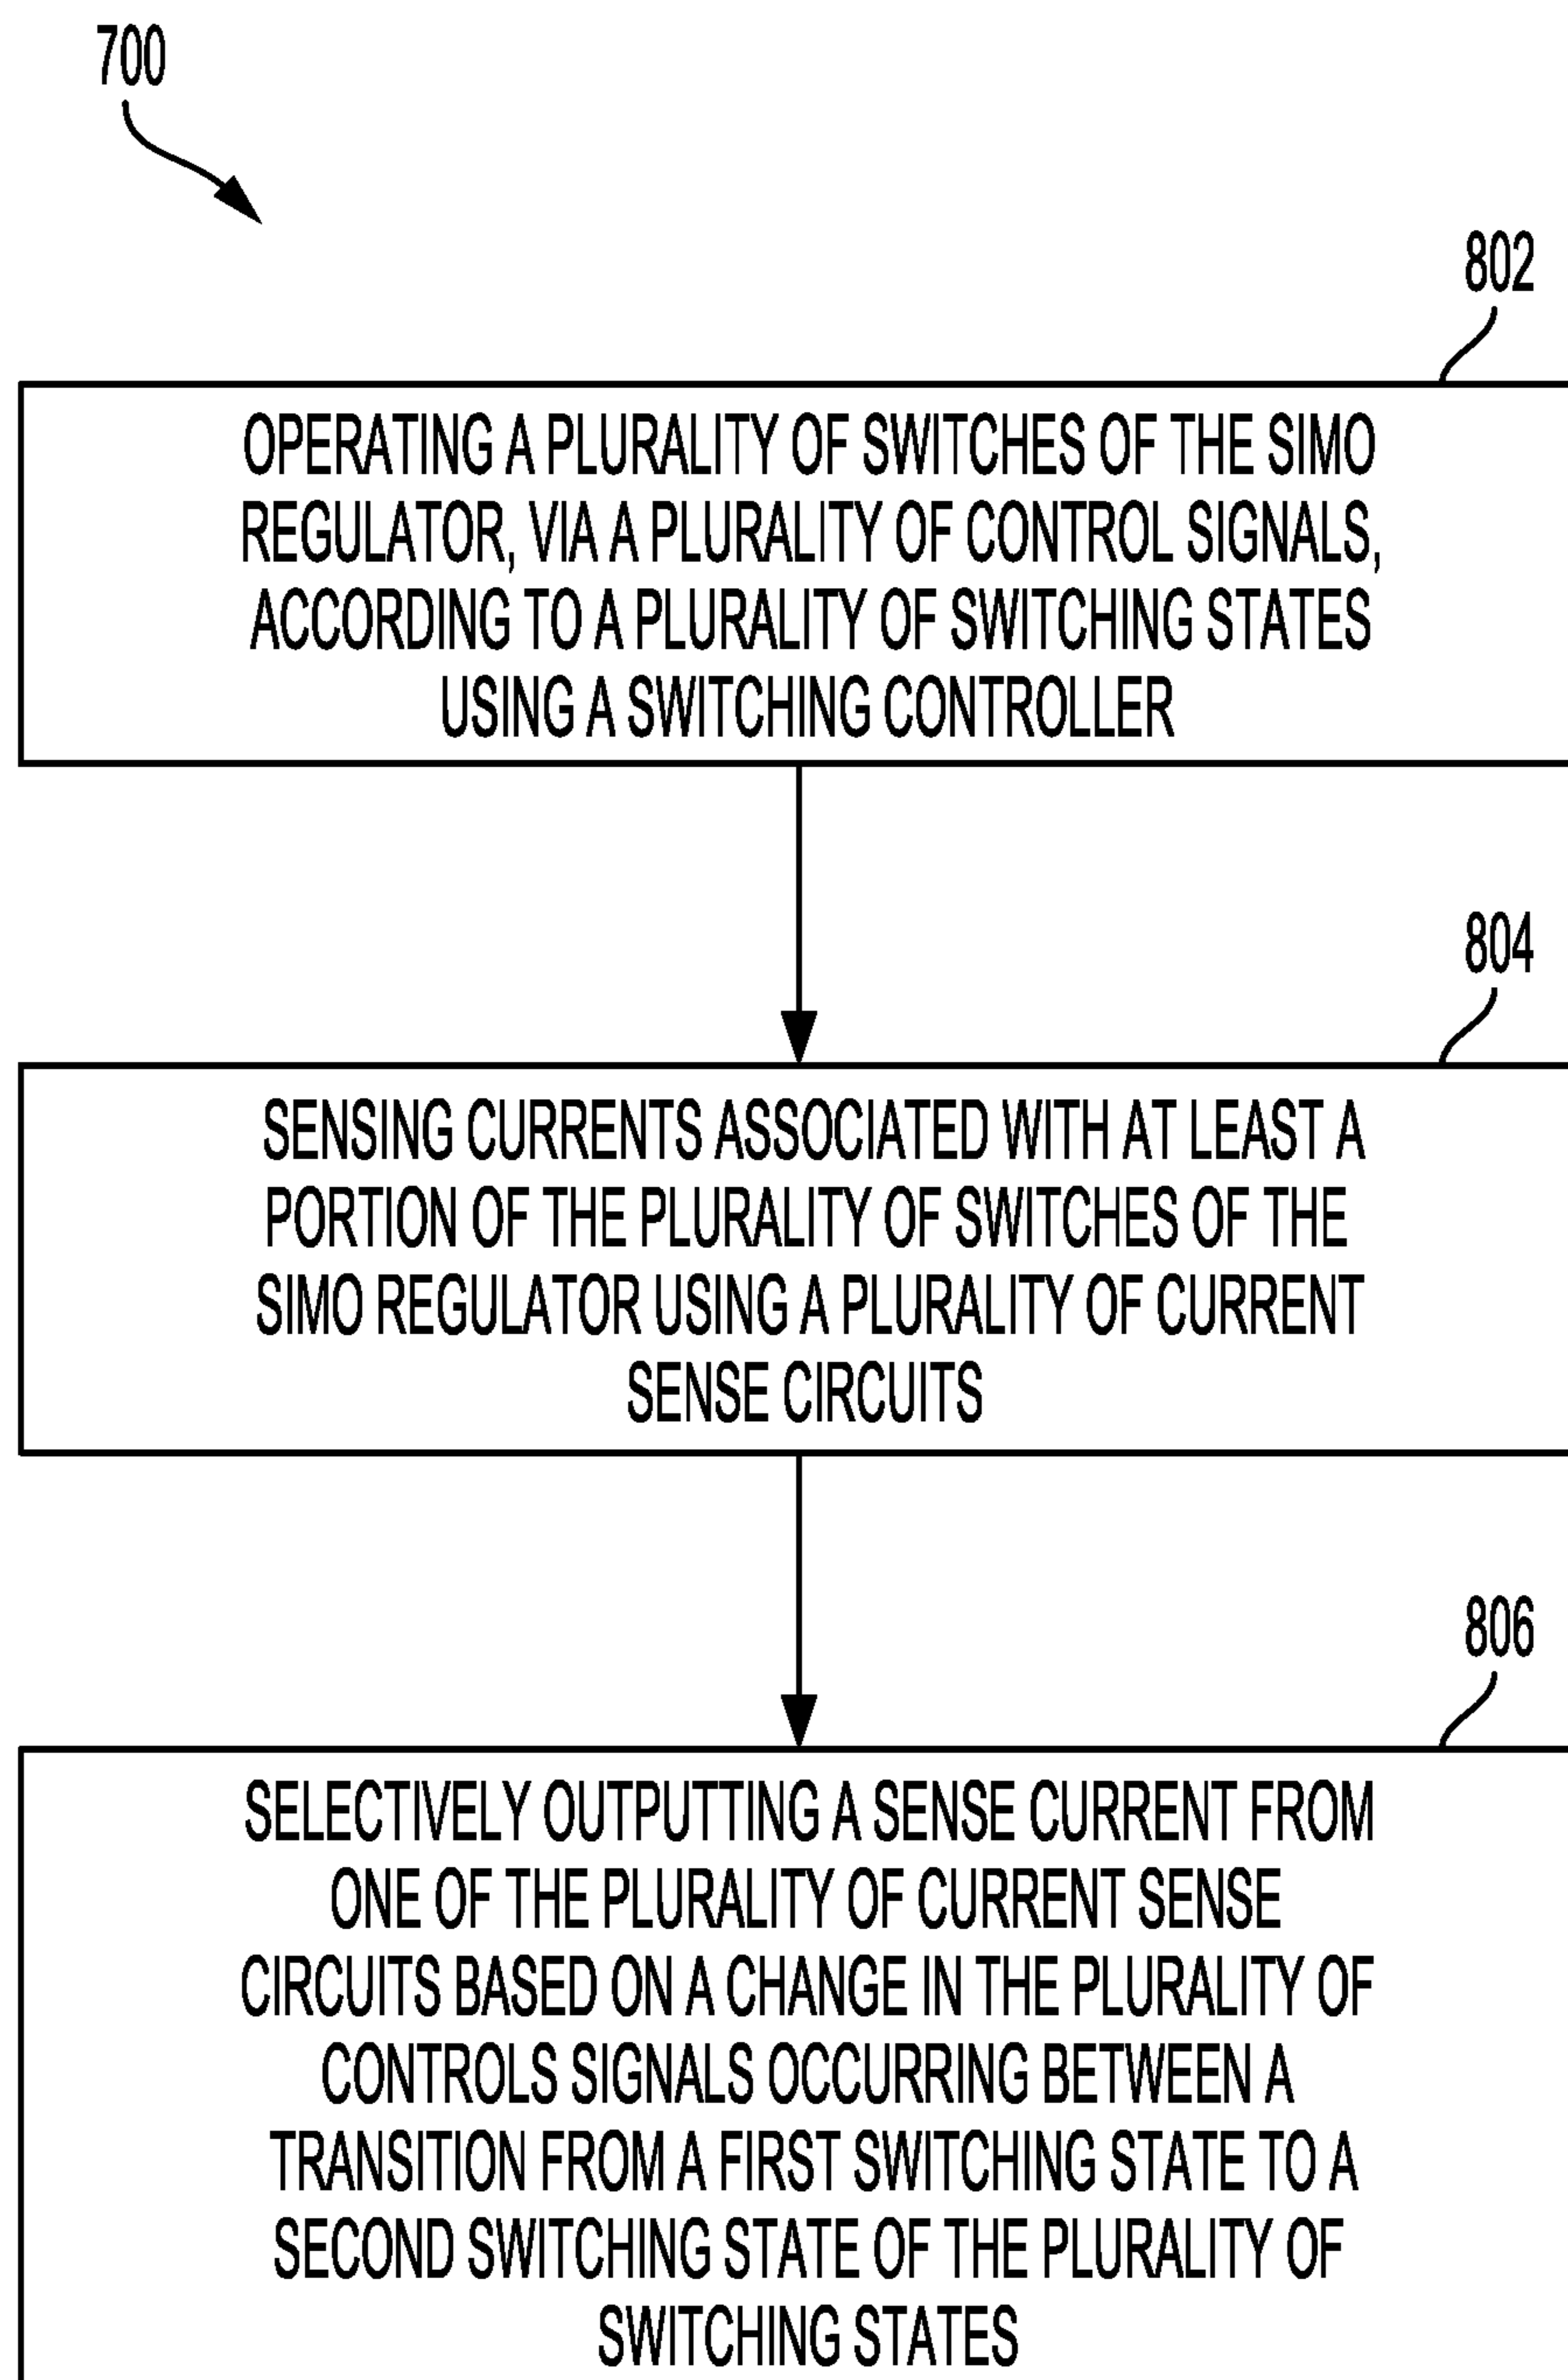 700
802
OPERATING A PLURALITY OF SWITCHES OF THE SIMO
REGULATOR, VIA A PLURALITY OF CONTROL SIGNALS,
ACCORDING TO A PLURALITY OF SWITCHING STATES
USING A SWITCHING CONTROLLER
804
SENSING CURRENTS ASSOCIATED WITH AT LEAST A
PORTION OF THE PLURALITY OF SWITCHES OF THE
SIMO REGULATOR USING A PLURALITY OF CURRENT
SENSE CIRCUITS
806
SELECTIVELY OUTPUTTING A SENSE CURRENT FROM
ONE OF THE PLURALITY OF CURRENT SENSE
CIRCUITS BASED ON A CHANGE IN THE PLURALITY OF
CONTROLS SIGNALS OCCURRING BETWEEN A
TRANSITION FROM A FIRST SWITCHING STATE TO A
SECOND SWITCHING STATE OF THE PLURALITY OF
SWITCHING STATES